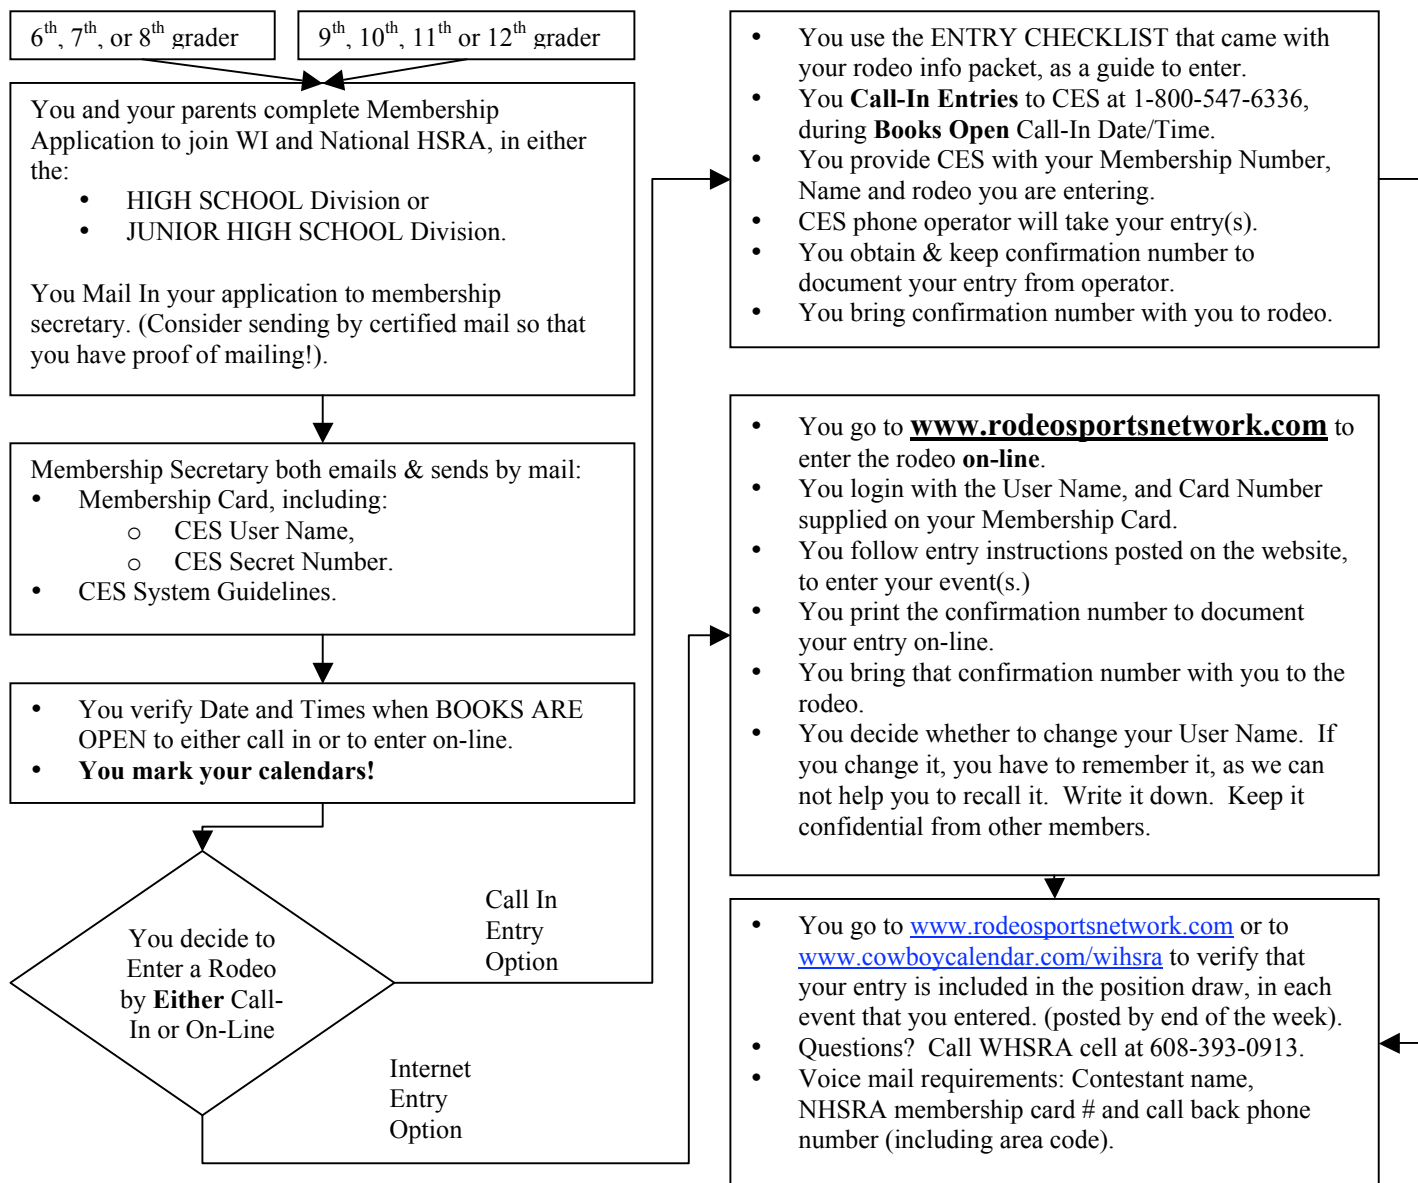 6th, 7th, or 8th grader
9th, 10th, 11th or 12th grader
You and your parents complete Membership
Application to join WI and National HSRA, in either
the:
• HIGH SCHOOL Division or
• JUNIOR HIGH SCHOOL Division.
You Mail In your application to membership
secretary. (Consider sending by certified mail so that
you have proof of mailing!).
Membership Secretary both emails & sends by mail:
• Membership Card, including:
o CES User Name,
o CES Secret Number.
• CES System Guidelines.
• You verify Date and Times when BOOKS ARE
OPEN to either call in or to enter on-line.
• You mark your calendars!
You decide to
Enter a Rodeo
by Either Call-
In or On-Line
Call In
Entry
Option
Internet
Entry
Option
• You use the ENTRY CHECKLIST that came with
your rodeo info packet, as a guide to enter.
• You Call-In Entries to CES at 1-800-547-6336,
during Books Open Call-In Date/Time.
• You provide CES with your Membership Number,
Name and rodeo you are entering.
• CES phone operator will take your entry(s).
• You obtain & keep confirmation number to
document your entry from operator.
• You bring confirmation number with you to rodeo.
• You go to www.rodeosportsnetwork.com to
enter the rodeo on-line.
• You login with the User Name, and Card Number
supplied on your Membership Card.
• You follow entry instructions posted on the website,
to enter your event(s.)
• You print the confirmation number to document
your entry on-line.
• You bring that confirmation number with you to the
rodeo.
• You decide whether to change your User Name. If
you change it, you have to remember it, as we can
not help you to recall it. Write it down. Keep it
confidential from other members.
• You go to www.rodeosportsnetwork.com or to
www.cowboycalendar.com/wihsra to verify that
your entry is included in the position draw, in each
event that you entered. (posted by end of the week).
• Questions? Call WHSRA cell at 608-393-0913.
• Voice mail requirements: Contestant name,
NHSRA membership card # and call back phone
number (including area code).